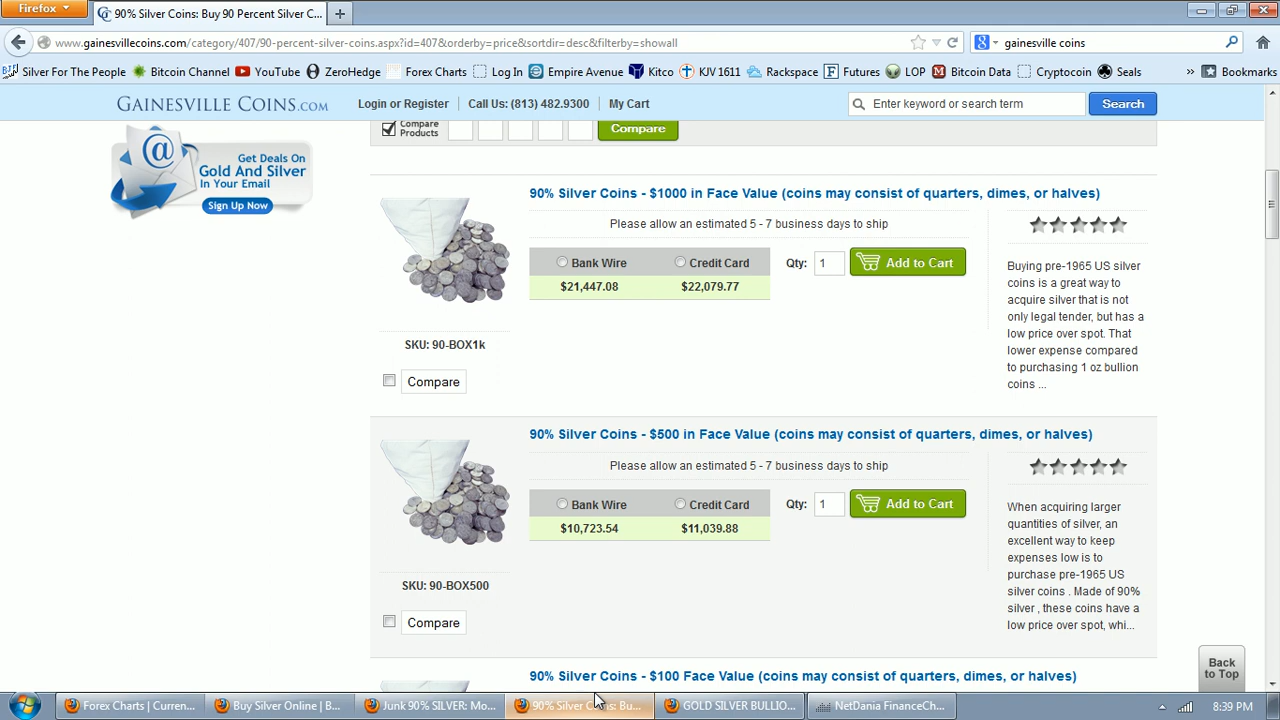 Firefox
90% Silver Coins: Buy 90 Percent Silver C...
www.gainesvillecoins.com/category/407/90-percent-silver-coins.aspx?id=407&orderby=price&sortdir=desc&filterby=showall
gainesville coins
Silver For The People Bitcoin Channel YouTube ZeroHedge Forex Charts Log In Empire Avenue Kitco KJV 1611 Rackspace Futures LOP Bitcoin Data Cryptocoin Seals » Bookmarks
GAINESVILLE COINS.COM Login or Register Call Us: (813) 482.9300 My Cart Enter keyword or search term Search
Compare Products Compare
Get Deals On
Gold And Silver
In Your Email
Sign Up Now
90% Silver Coins - $1000 in Face Value (coins may consist of quarters, dimes, or halves)
Please allow an estimated 5 - 7 business days to ship
Bank Wire Credit Card Qty: 1 Add to Cart
$21,447.08 $22,079.77
SKU: 90-BOX1k
Compare
Buying pre-1965 US silver
coins is a great way to
acquire silver that is not
only legal tender, but has a
low price over spot. That
lower expense compared
to purchasing 1 oz bullion
coins ...
90% Silver Coins - $500 in Face Value (coins may consist of quarters, dimes, or halves)
Please allow an estimated 5 - 7 business days to ship
Bank Wire Credit Card Qty: 1 Add to Cart
$10,723.54 $11,039.88
SKU: 90-BOX500
Compare
When acquiring larger
quantities of silver, an
excellent way to keep
expenses low is to
purchase pre-1965 US
silver coins . Made of 90%
silver , these coins have a
low price over spot, whi...
90% Silver Coins - $100 Face Value (coins may consist of quarters, dimes, or halves)
Back
to Top
Forex Charts | Curren... Buy Silver Online | B... Junk 90% SILVER: Mo... 90% Silver Coins: Bu... GOLD SILVER BULLIO... NetDania FinanceCh... 8:39 PM